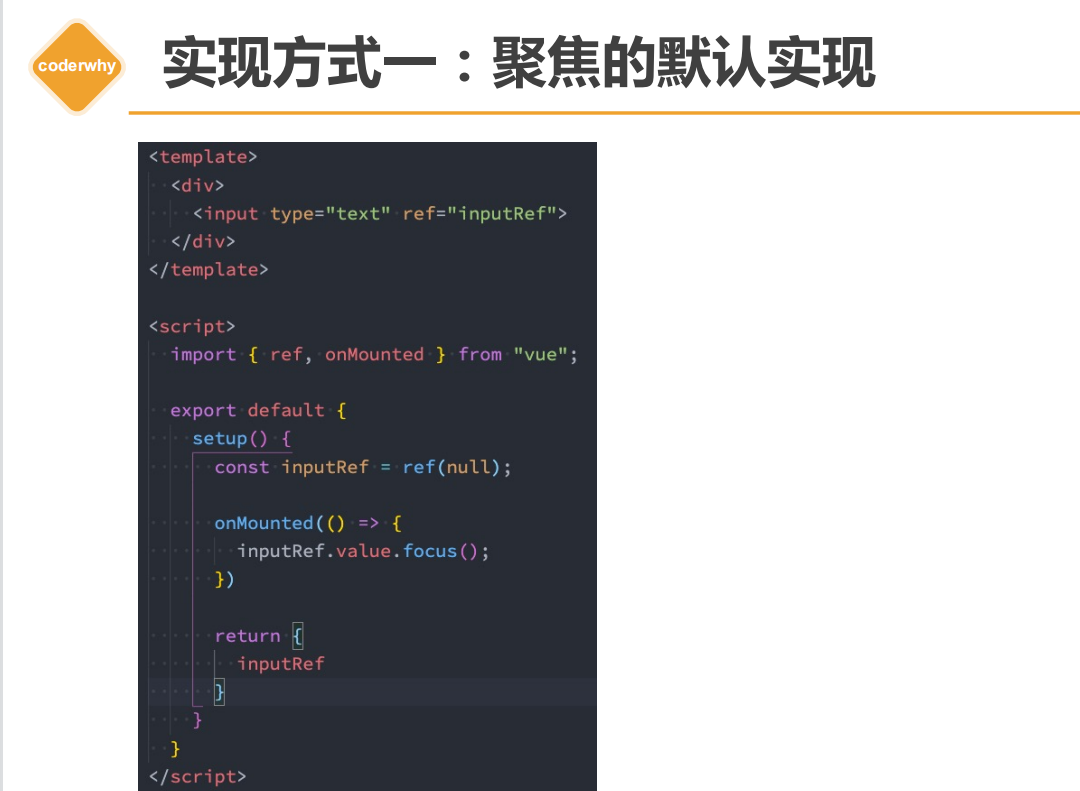 coderwhy
实现方式一：聚焦的默认实现
<template>
  <div>
    <input type="text" ref="inputRef">
  </div>
</template>

<script>
  import { ref, onMounted } from "vue";

  export default {
    setup() {
      const inputRef = ref(null);

      onMounted(() => {
        inputRef.value.focus();
      })

      return {
        inputRef
      }
    }
  }
</script>